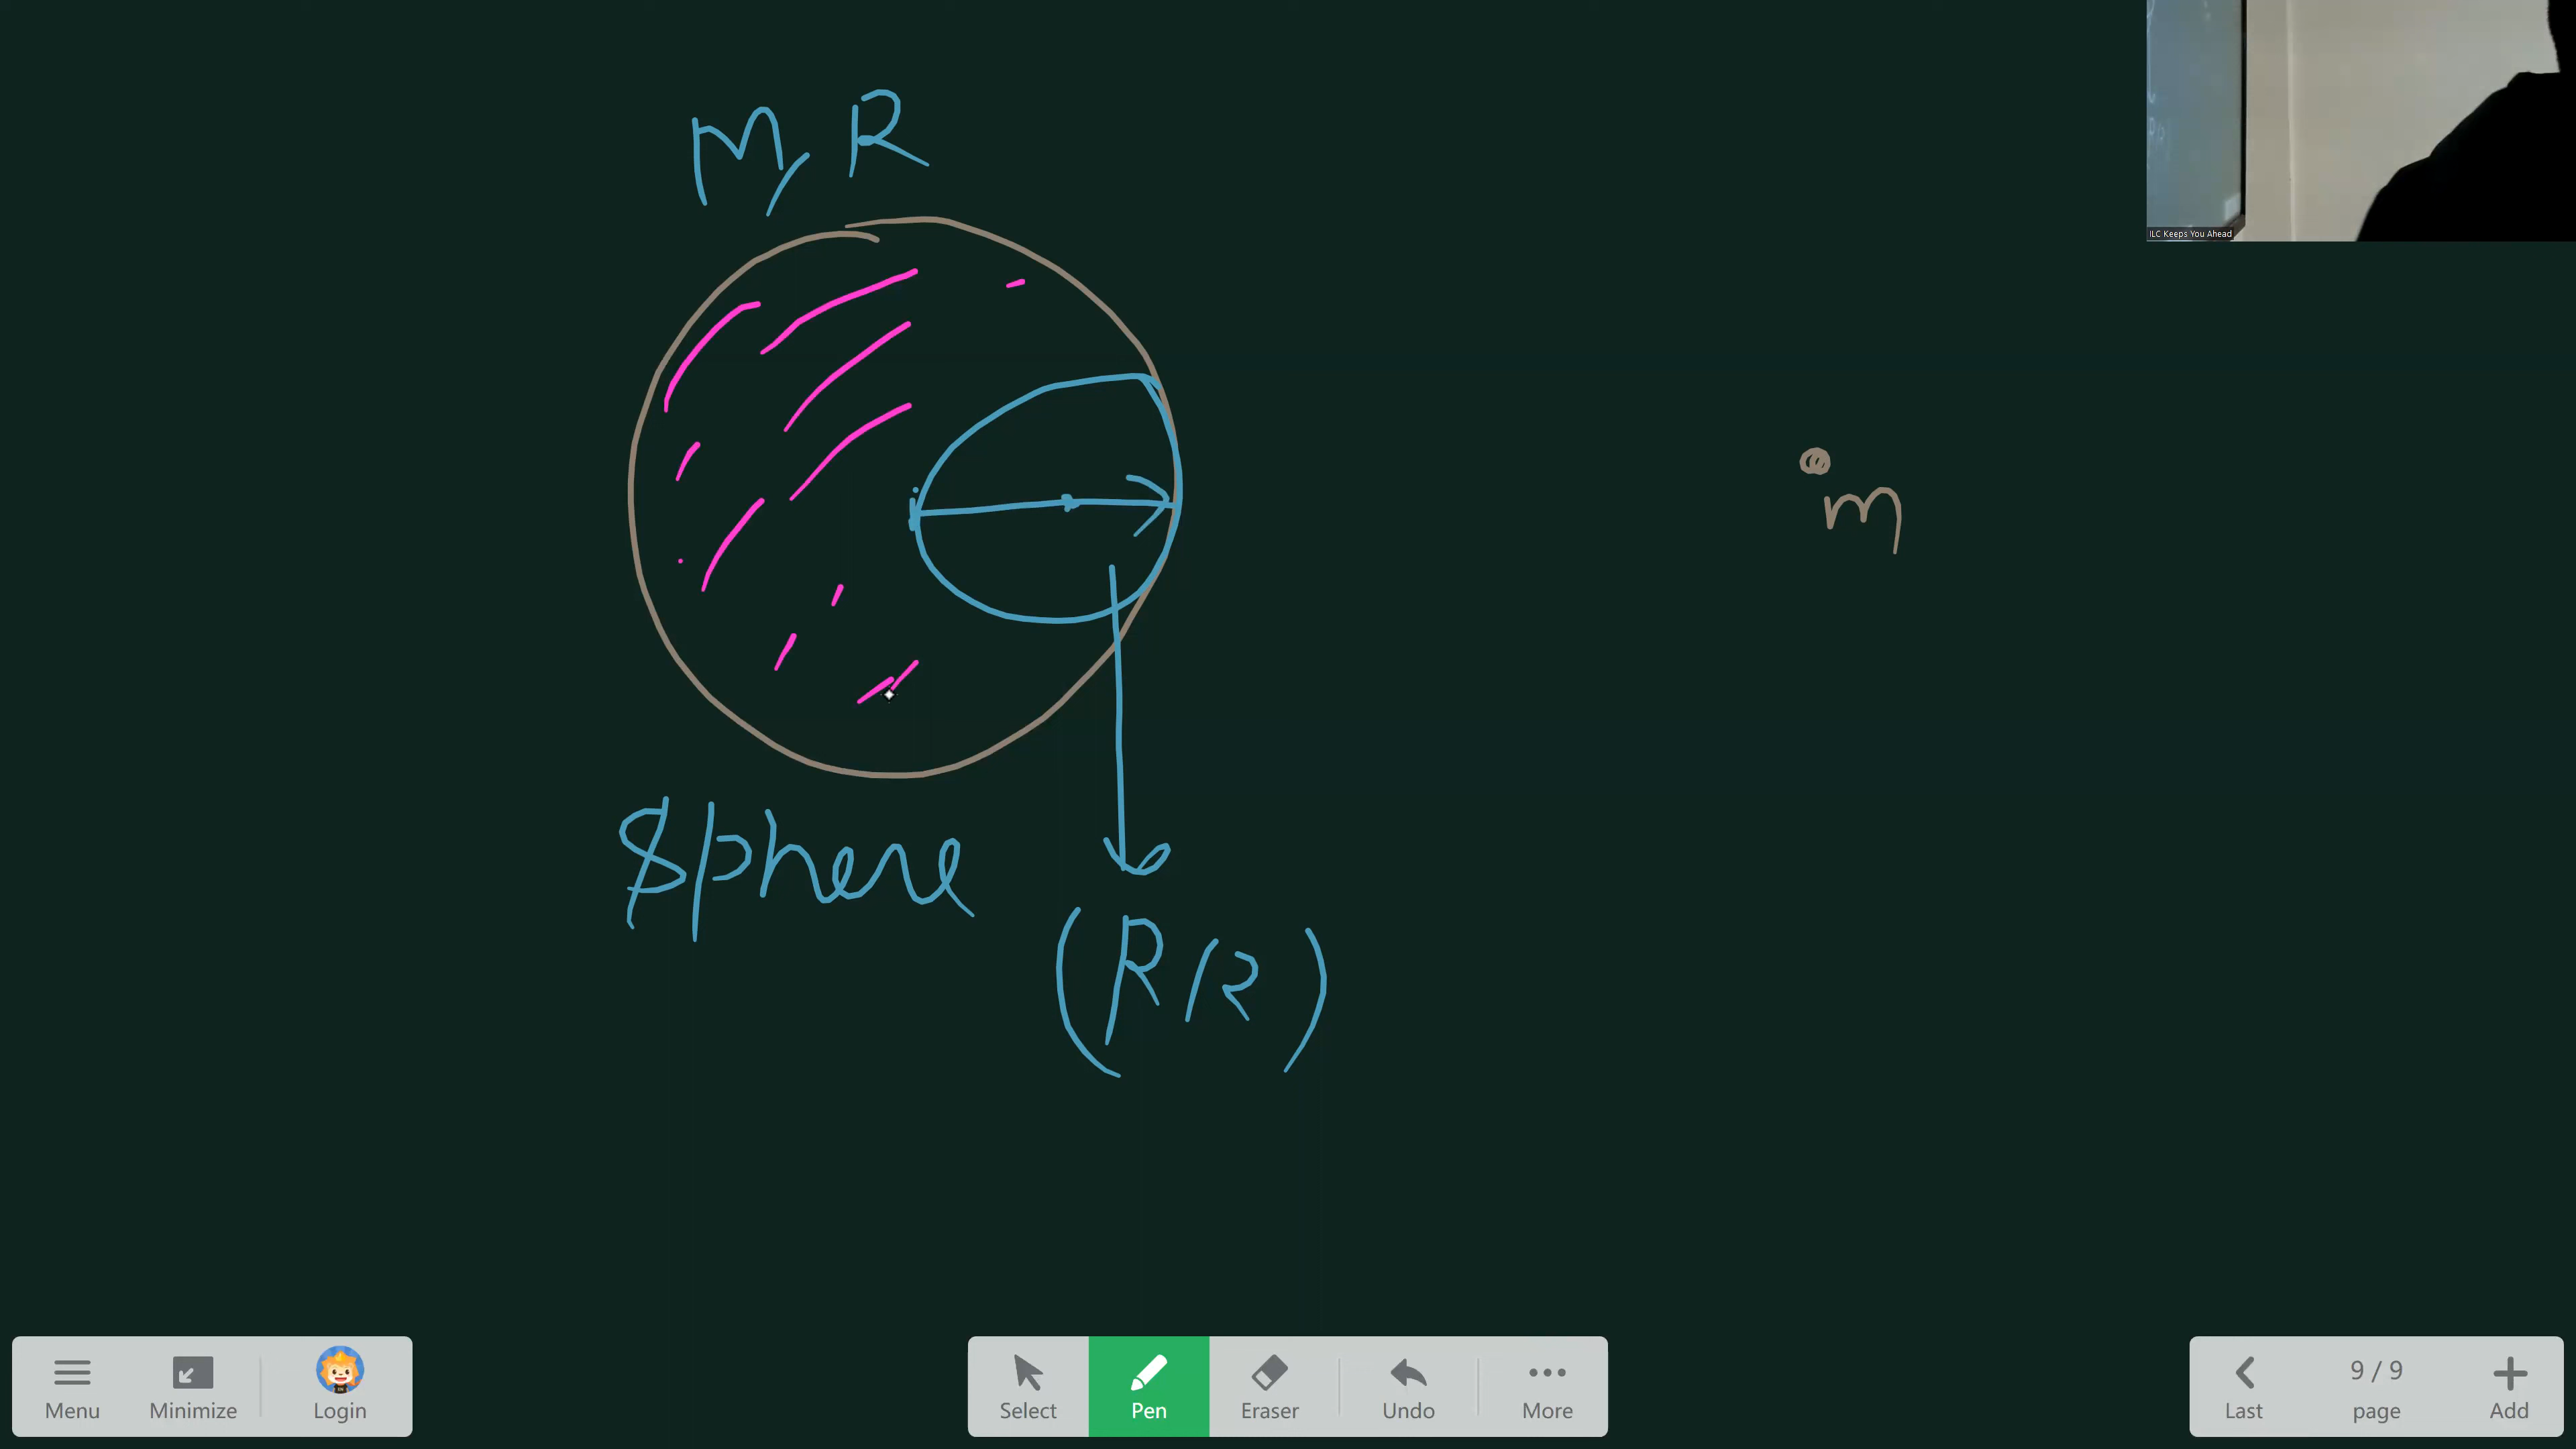 M, R
ILC Keeps You Ahead
m
Sphere
(R/2)
Menu
Minimize
Login
Select
Pen
Eraser
Undo
More
Last
9 / 9
page
Add